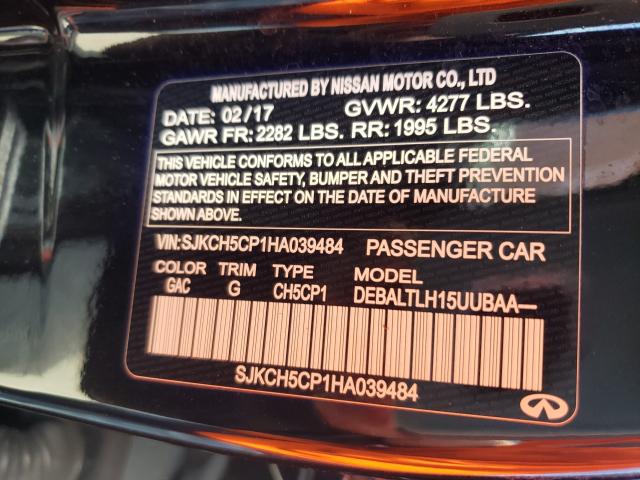 MANUFACTURED BY NISSAN MOTOR CO., LTD
DATE: 02/17 GVWR: 4277 LBS.
GAWR FR: 2282 LBS. RR: 1995 LBS.
THIS VEHICLE CONFORMS TO ALL APPLICABLE FEDERAL
MOTOR VEHICLE SAFETY, BUMPER AND THEFT PREVENTION
STANDARDS IN EFFECT ON THE DATE OF MANUFACTURE
SHOWN ABOVE.
VIN:SJKCH5CP1HA039484 PASSENGER CAR
COLOR TRIM TYPE MODEL
GAC G CH5CP1 DEBALTLH15UUBAA—
SJKCH5CP1HA039484